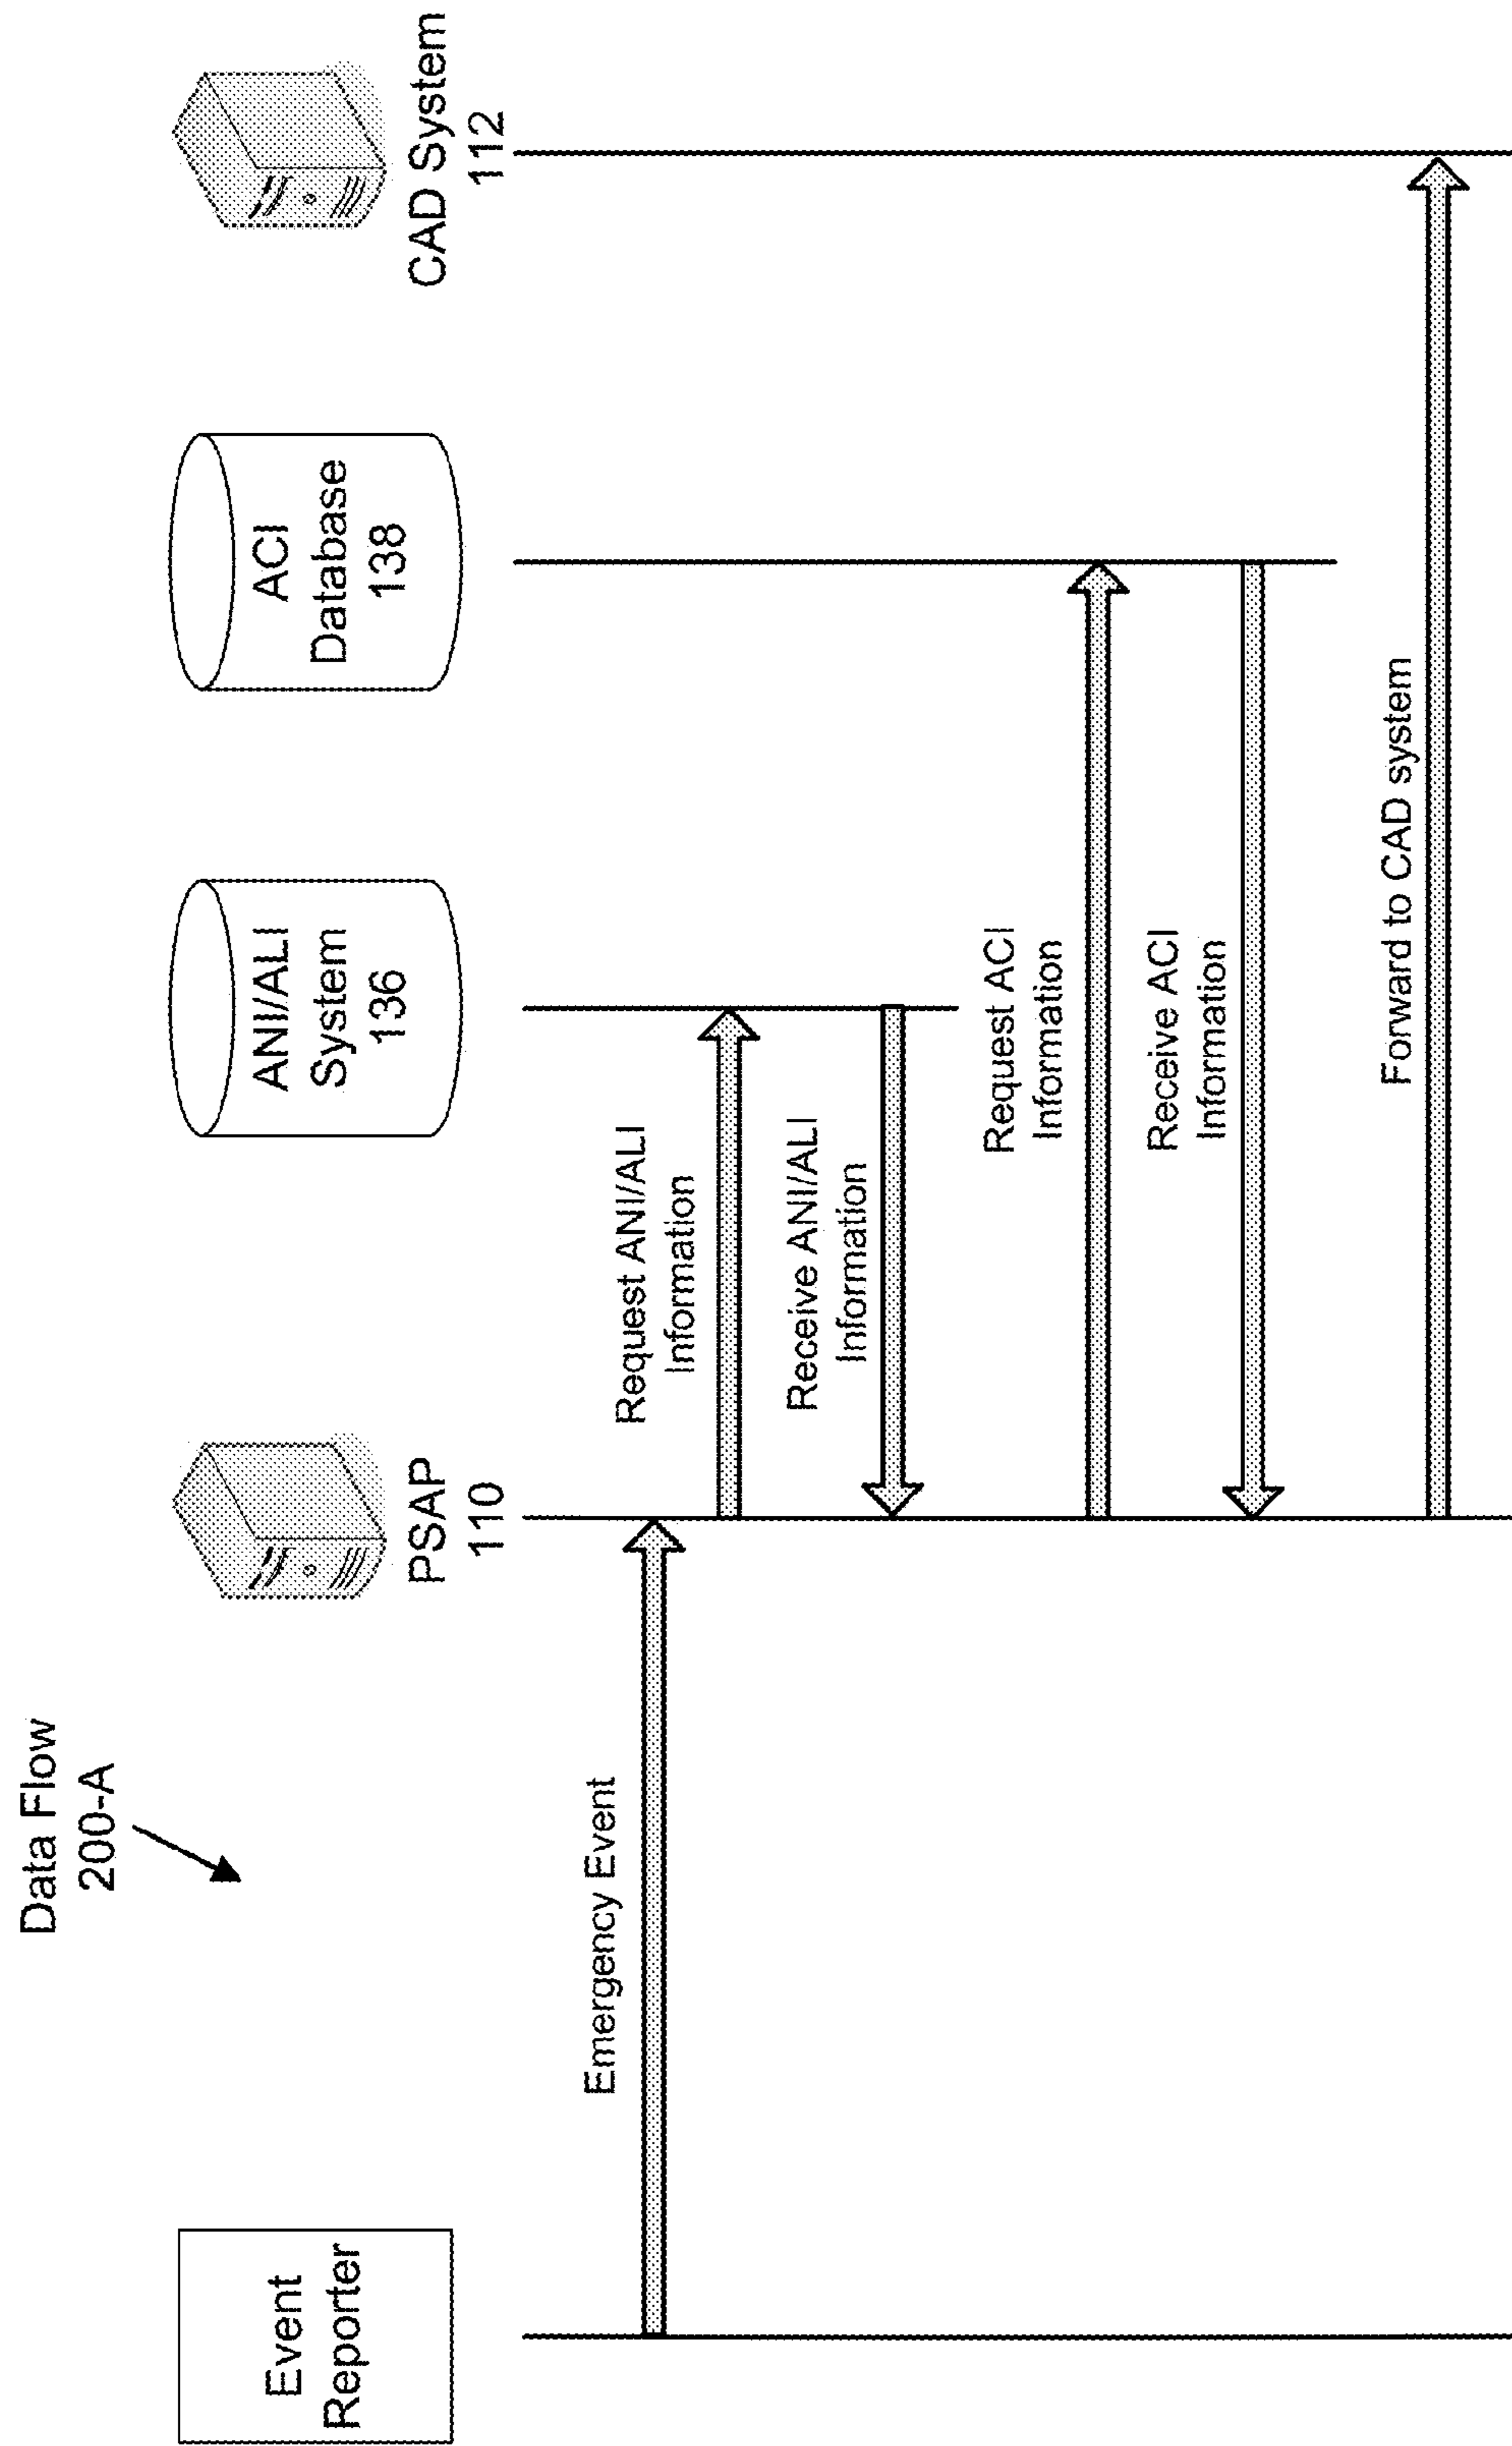 Data Flow
200-A
Event
Reporter
PSAP
110
ANI/ALI
System
136
ACI
Database
138
CAD System
112
Emergency Event
Request ANI/ALI
Information
Receive ANI/ALI
Information
Request ACI
Information
Receive ACI
Information
Forward to CAD system